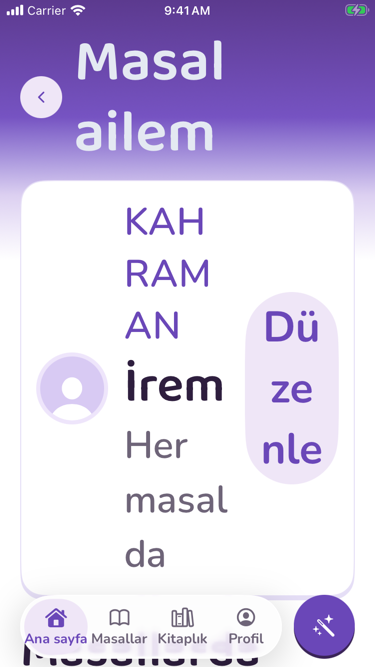 Carrier 9:41 AM
Masal
ailem
KAH
RAM
AN
İrem
Her
masal
da
Dü
ze
nle
Ana sayfa Masallar Kitaplık Profil